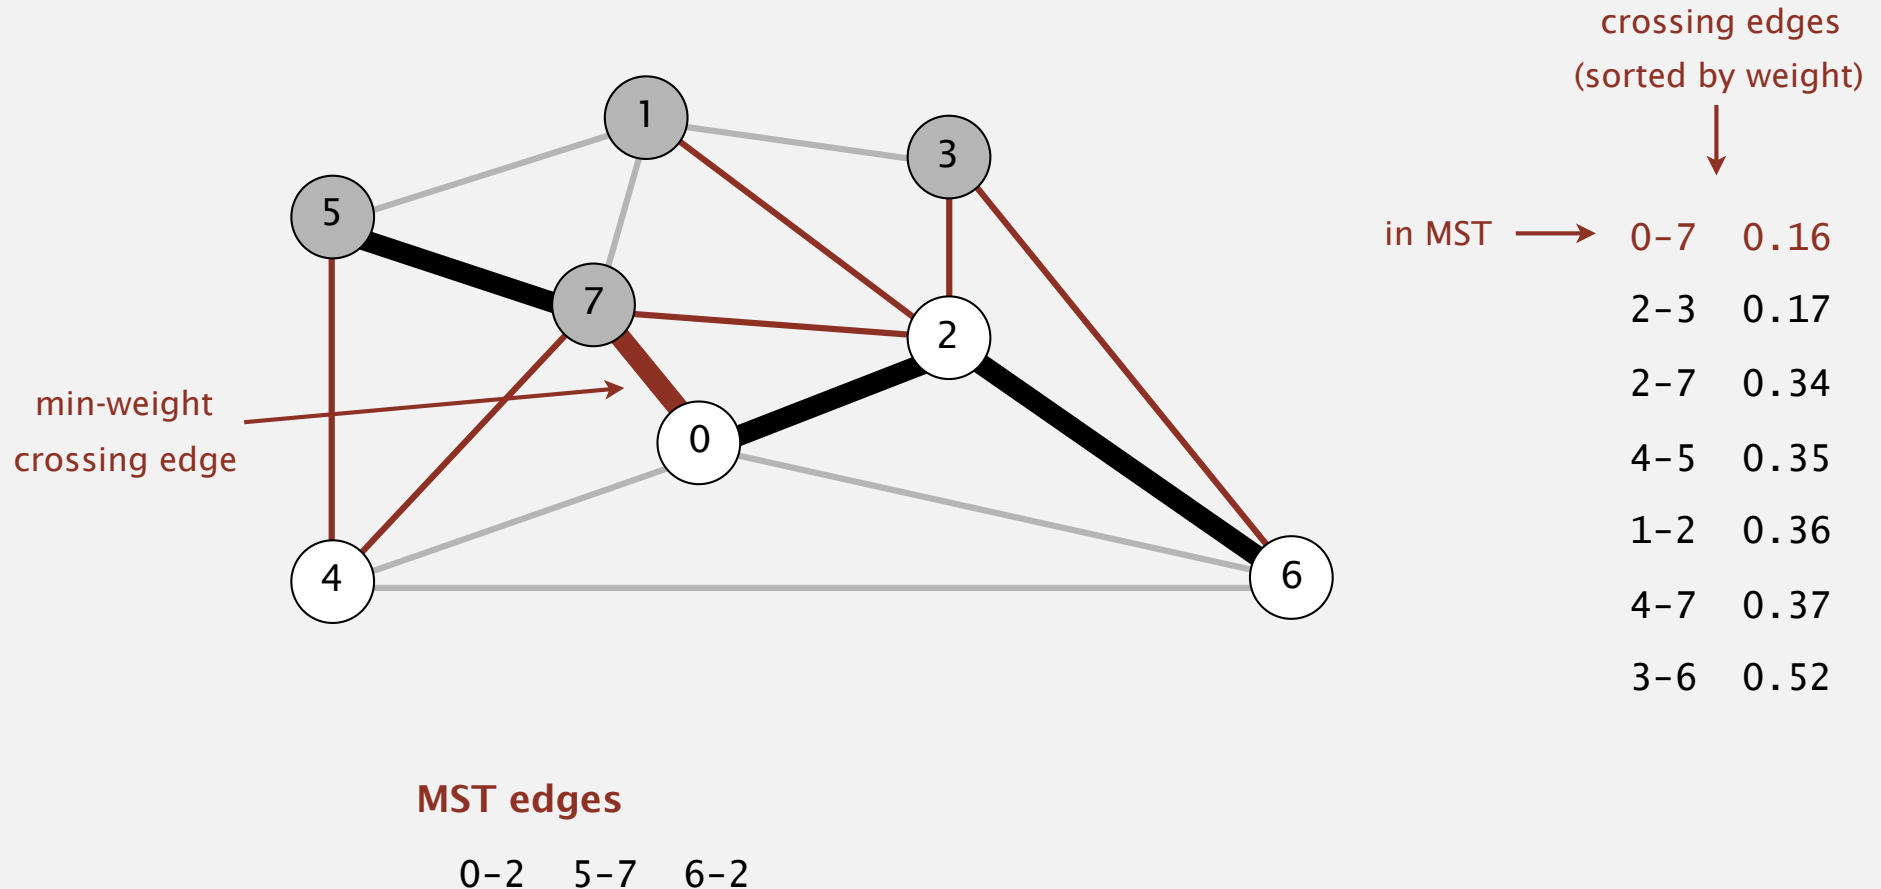 crossing edges
(sorted by weight)
1
3
5
in MST
0-7 0.16
7
2-3 0.17
2
2-7 0.34
min-weight
crossing edge
0
4-5 0.35
1-2 0.36
4
6
4-7 0.37
3-6 0.52
MST edges
0-2 5-7 6-2